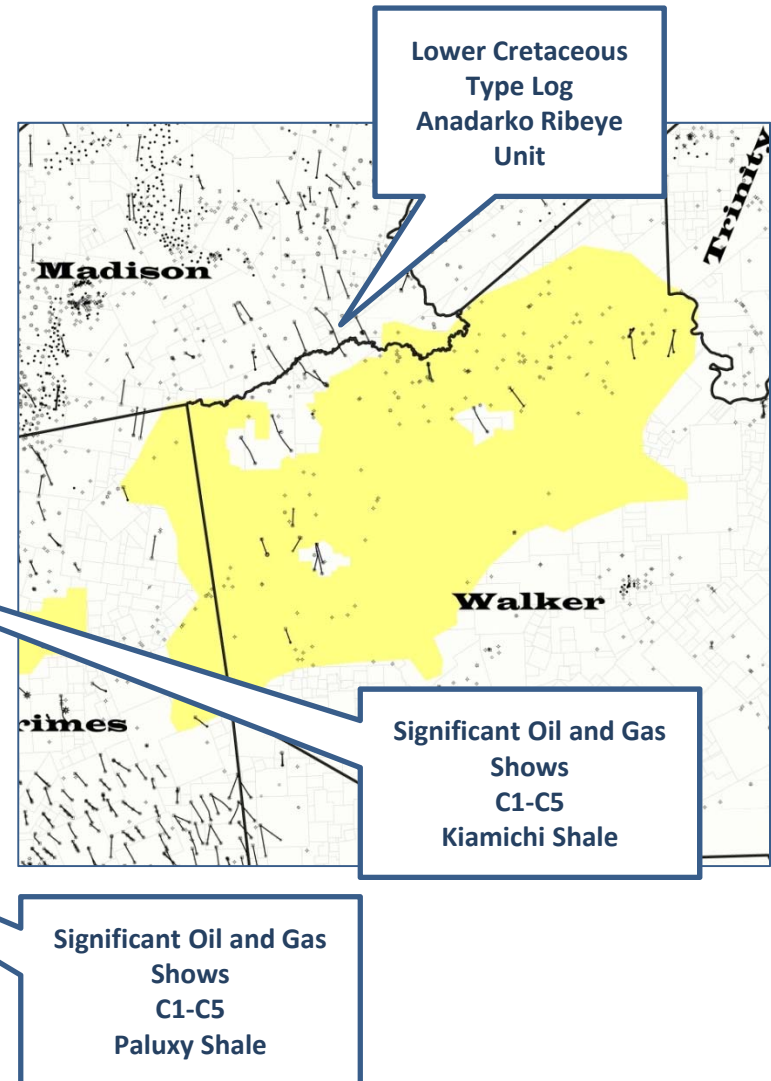 Lower Cretaceous
Type Log
Anadarko Ribeye
Unit
Trinity
Madison
Walker
rimes
Significant Oil and Gas
Shows
C1-C5
Kiamichi Shale
Significant Oil and Gas
Shows
C1-C5
Paluxy Shale